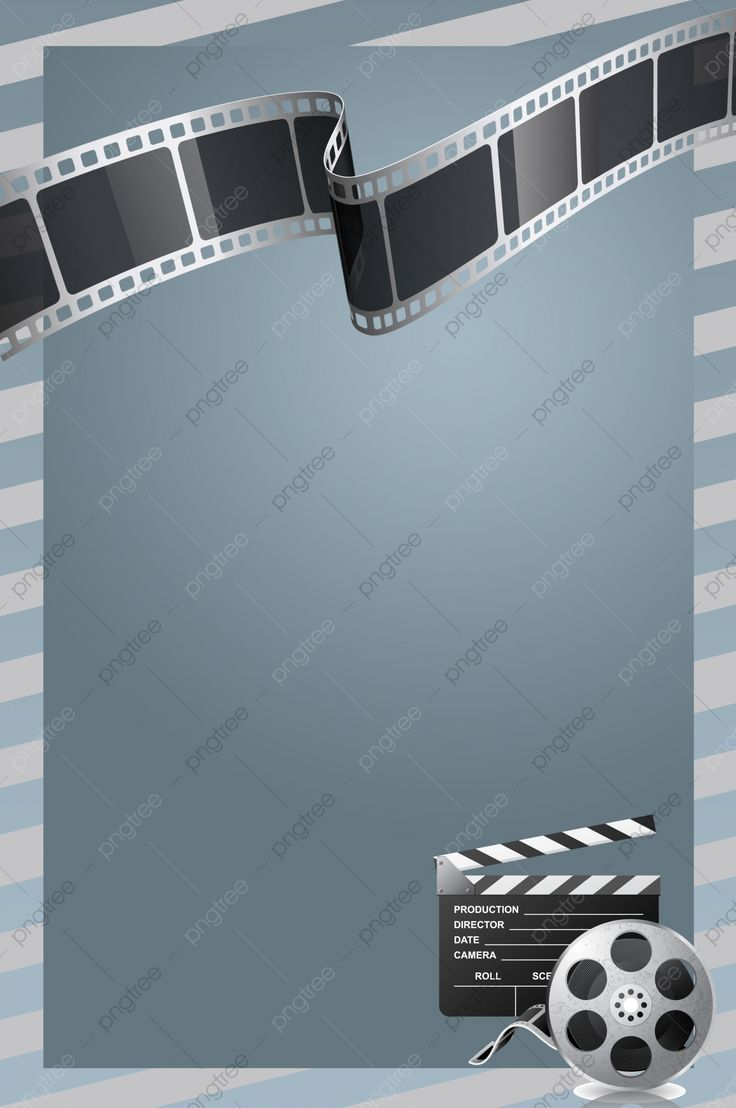 PRODUCTION
DIRECTOR
DATE
CAMERA
ROLL
pngtree